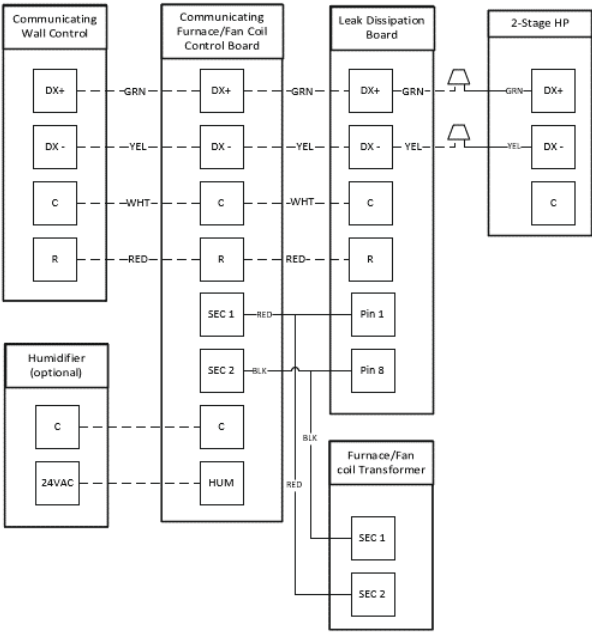 Communicating
Wall Control
Communicating
Furnace/Fan Coil
Control Board
Leak Dissipation
Board
2-Stage HP
DX+ GRN DX+ GRN DX+ GRN GRN DX+
DX - YEL DX - YEL DX - YEL YEL DX -
C WHT C WHT C C
R RED R RED R
SEC 1 RED Pin 1
SEC 2 BLK Pin 8
Humidifier
(optional)
C C
BLK
24VAC HUM RED
Furnace/Fan
coil Transformer
SEC 1
SEC 2